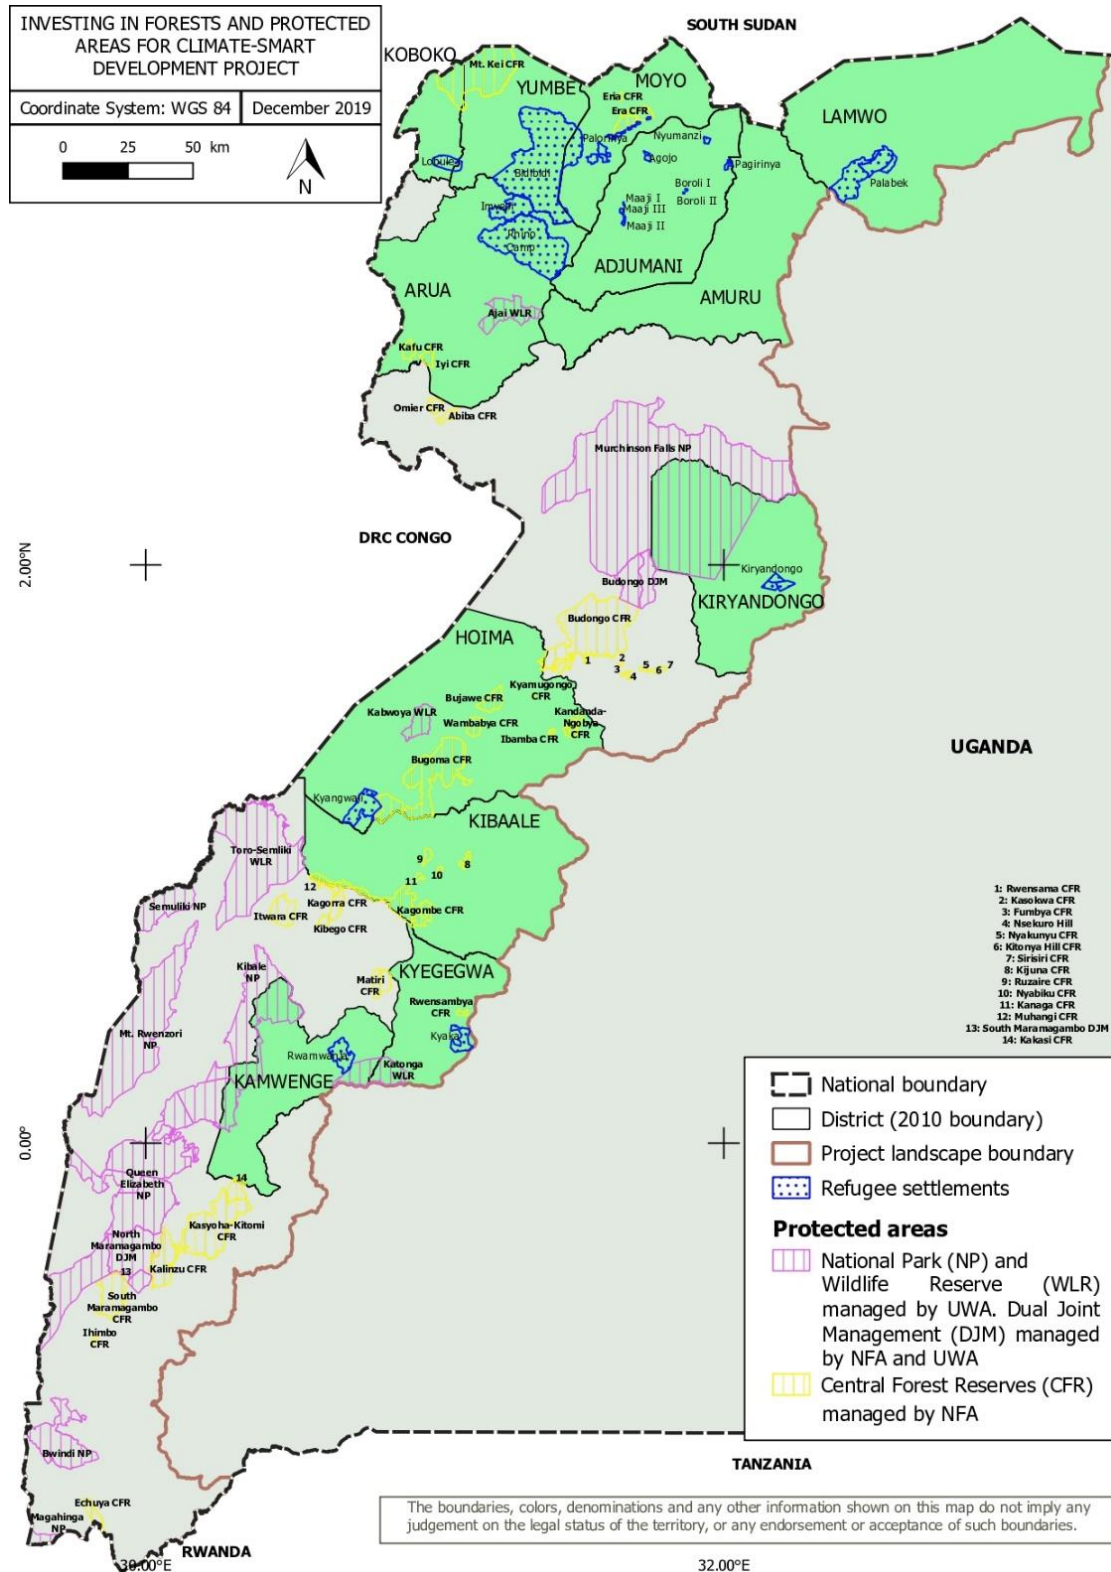 INVESTING IN FORESTS AND PROTECTED
AREAS FOR CLIMATE-SMART
DEVELOPMENT PROJECT
Coordinate System: WGS 84
December 2019
0 25 50 km
N
SOUTH SUDAN
KOBOKO
Mt. Kei CFR
YUMBE
MOYO
Eria CFR
Era CFR
LAMWO
Palorinya
Nyumanzi
Lobule
Bidibidi
Agojo
Pagirinya
Palabek
Boroli I
Boroli II
Imvepi
Maaji I
Maaji III
Maaji II
Rhino
Camp
ADJUMANI
ARUA
AMURU
Ajai WLR
Kafu CFR
Iyi CFR
Omier CFR
Abiba CFR
Murchinson Falls NP
DRC CONGO
2.00°N
Kiryandongo
Budongo DJM
KIRYANDONGO
Budongo CFR
HOIMA
1
2
3
4
5
6
7
Kyamugongo
CFR
Bujawe CFR
Kabwoya WLR
Wambabya CFR
Kandanda-
Ngobya
CFR
Ibamba CFR
UGANDA
Bugoma CFR
Kyangwali
KIBAALE
Toro-Semliki
WLR
9
8
10
11
12
Kagorra CFR
Semuliki NP
Itwara CFR
Kagombe CFR
Kibego CFR
Kibale
NP
KYEGEGWA
Matiri
CFR
Rwensambya
CFR
Mt. Rwenzori
NP
Kyaka
Rwamwanja
Katonga
WLR
KAMWENGE
0.00°
Queen
Elizabeth
NP
14
Kasyoha-Kitomi
CFR
North
Maramagambo
DJM
13
Kalinzu CFR
South
Maramagambo
CFR
Ihimbo
CFR
Bwindi NP
Echuya CFR
Magahinga
NP
RWANDA
30.00°E
32.00°E
TANZANIA
1: Rwensama CFR
2: Kasokwa CFR
3: Fumbya CFR
4: Nsekuro Hill
5: Nyakunyu CFR
6: Kitonya Hill CFR
7: Sirisiri CFR
8: Kijuna CFR
9: Ruzaire CFR
10: Nyabiku CFR
11: Kanaga CFR
12: Muhangi CFR
13: South Maramagambo DJM
14: Kakasi CFR
National boundary
District (2010 boundary)
Project landscape boundary
Refugee settlements
Protected areas
National Park (NP) and
Wildlife Reserve (WLR)
managed by UWA. Dual Joint
Management (DJM) managed
by NFA and UWA
Central Forest Reserves (CFR)
managed by NFA
The boundaries, colors, denominations and any other information shown on this map do not imply any
judgement on the legal status of the territory, or any endorsement or acceptance of such boundaries.